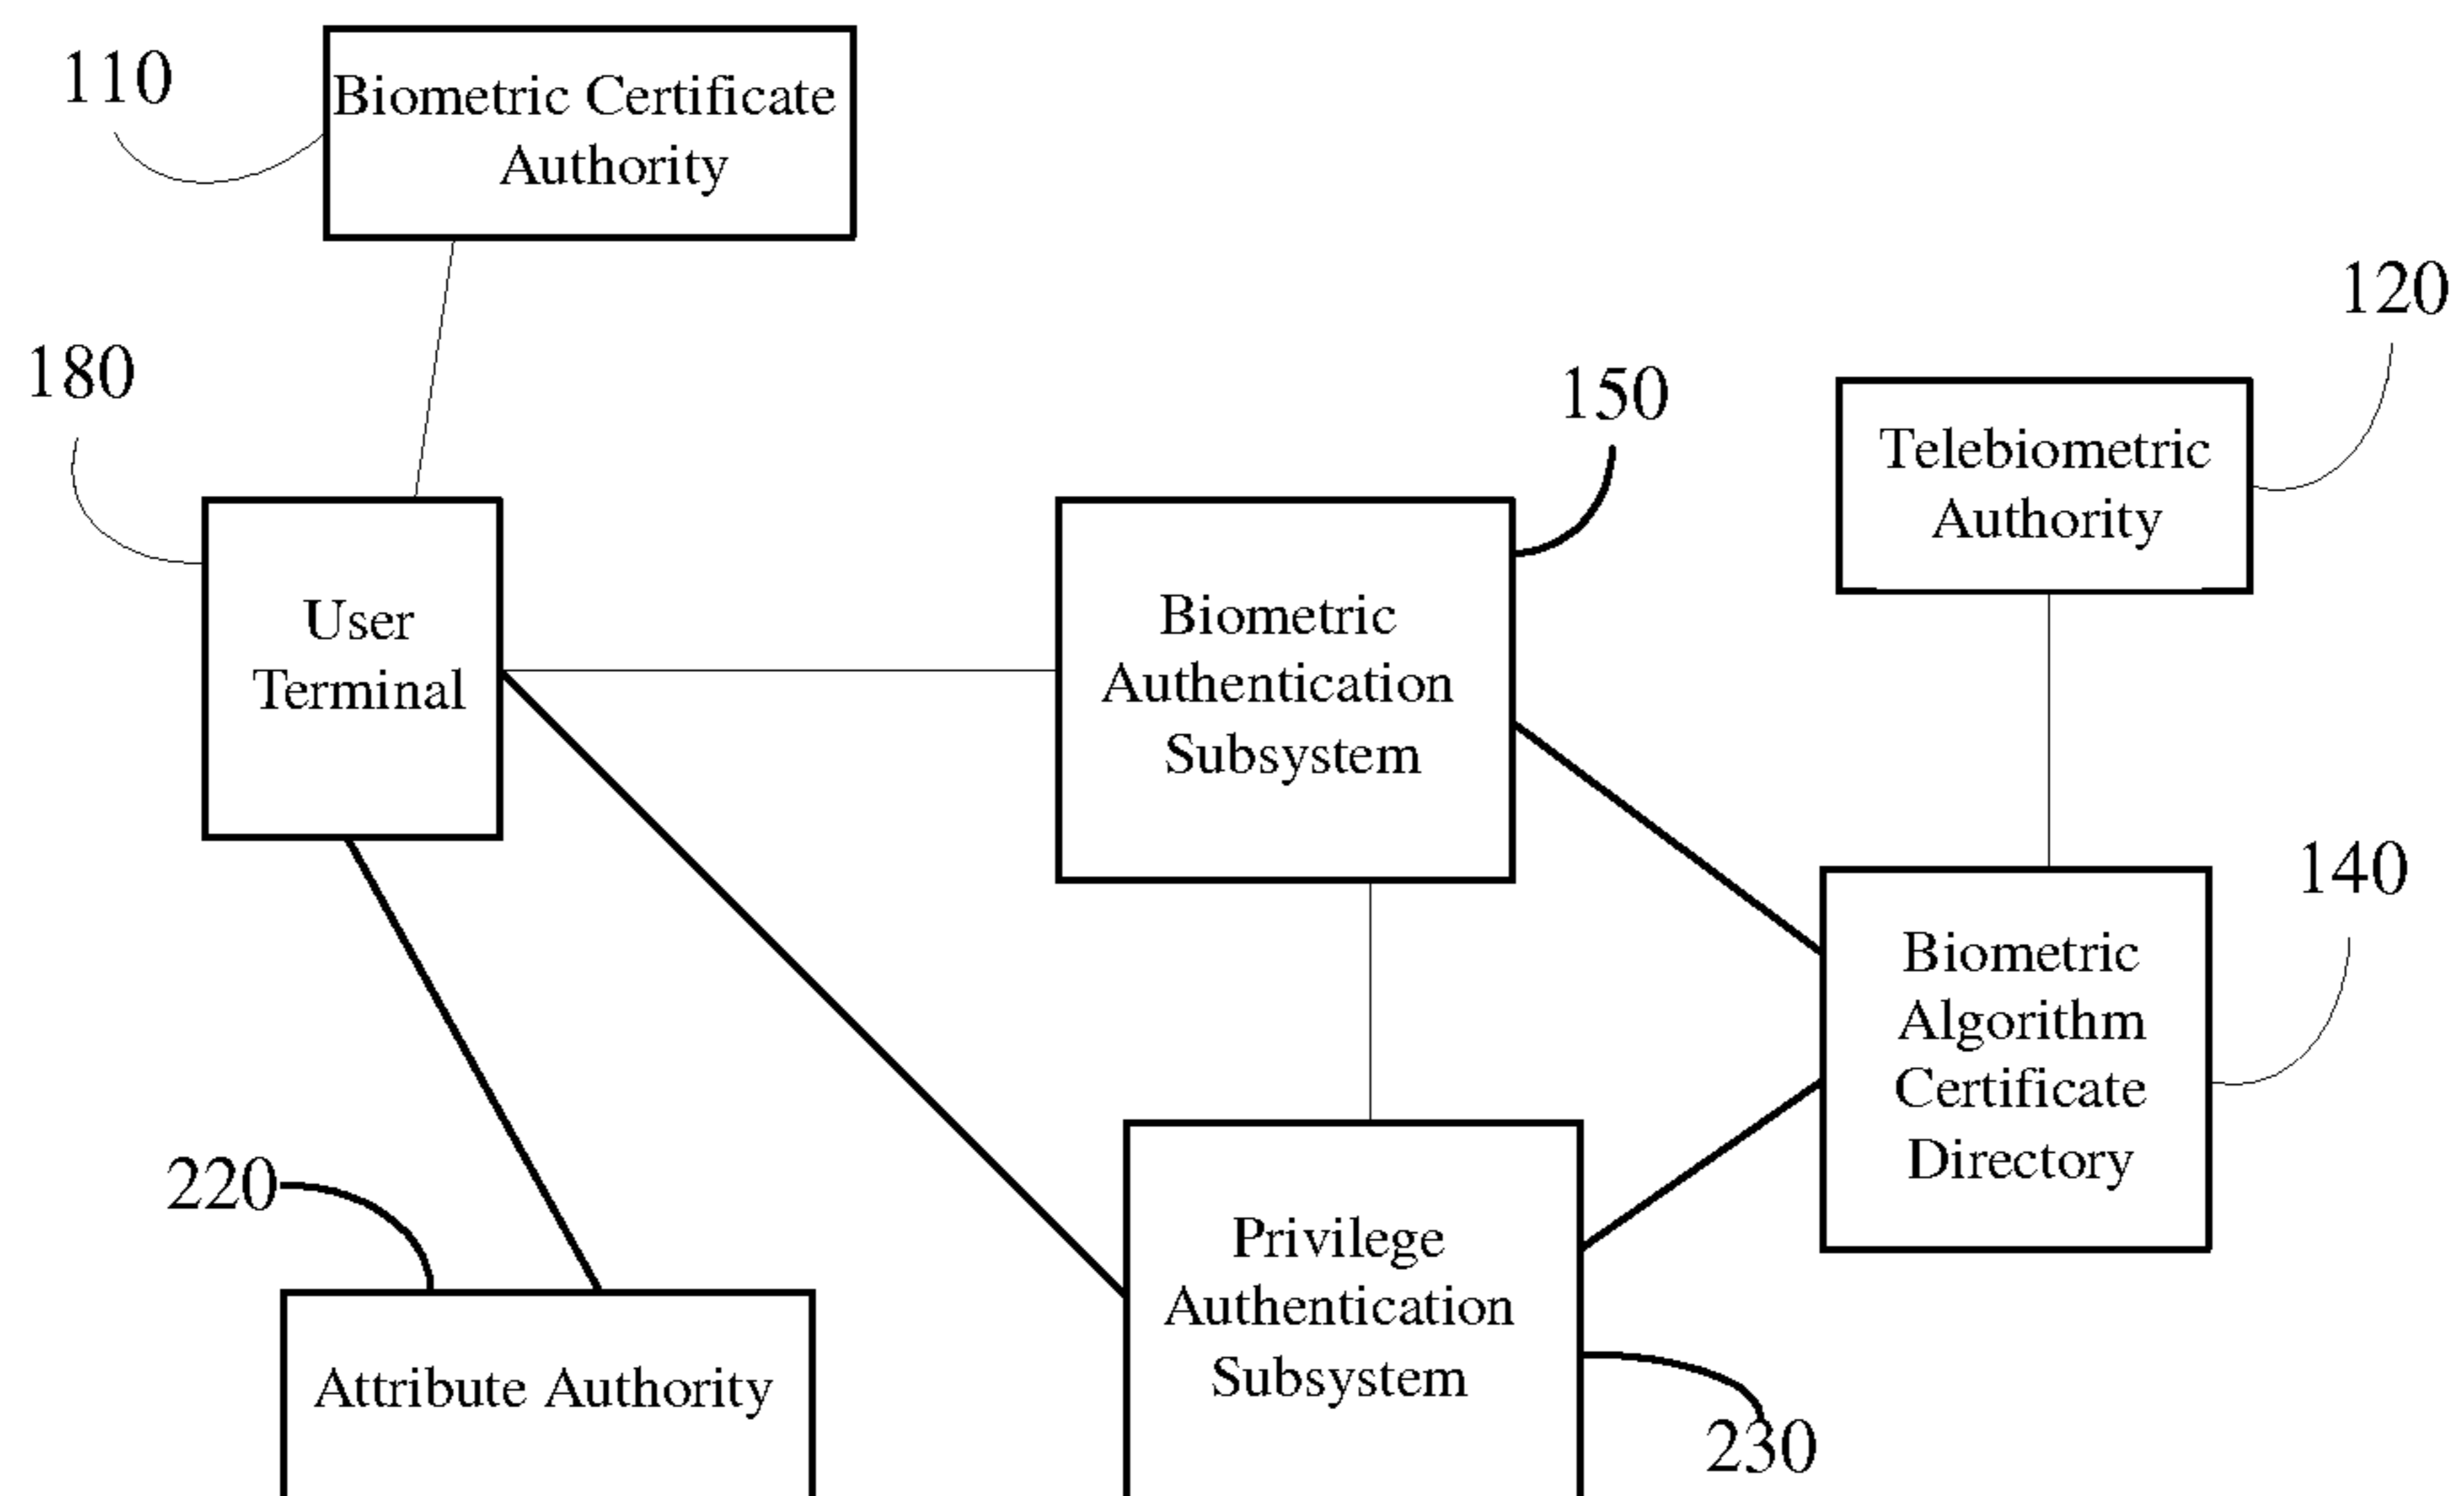 110
Biometric Certificate
Authority
120
180
150
Telebiometric
Authority
User
Terminal
Biometric
Authentication
Subsystem
140
Biometric
Algorithm
Certificate
Directory
220
Privilege
Authentication
Subsystem
Attribute Authority
230